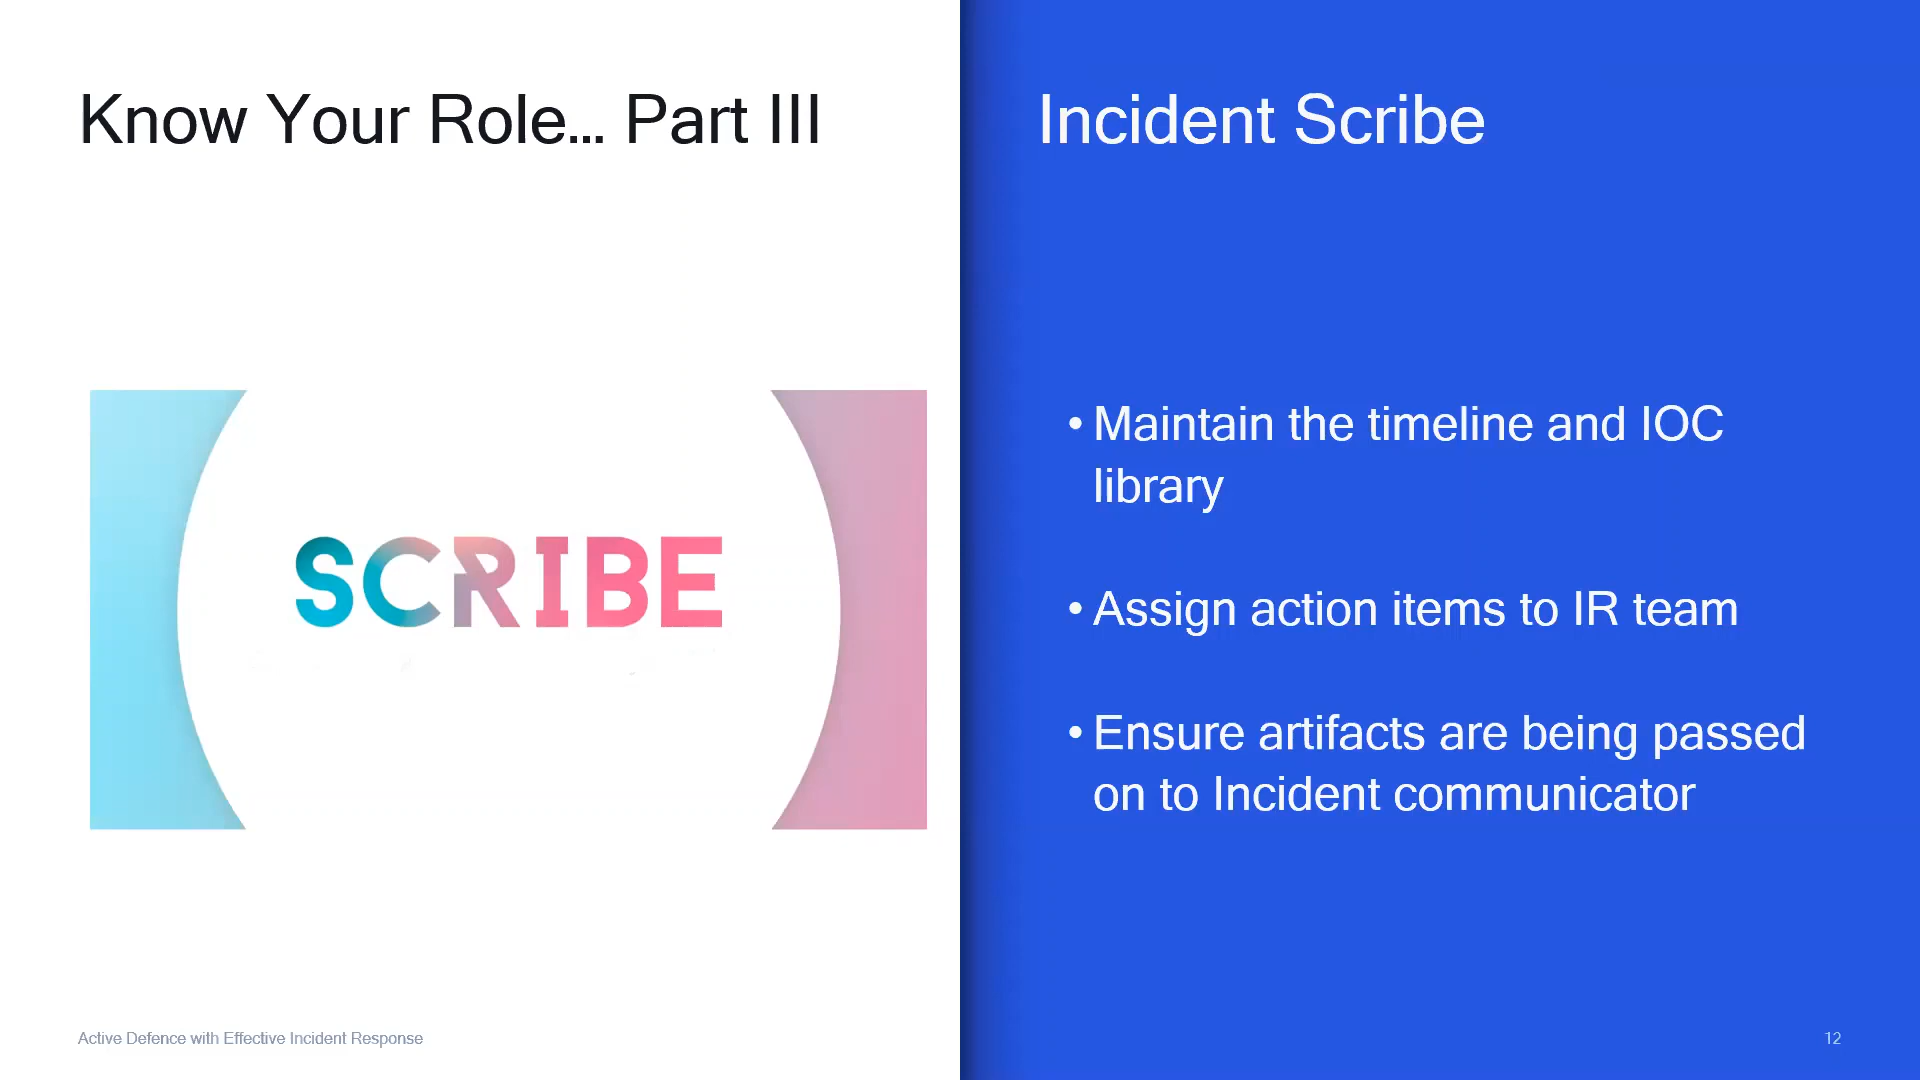 Know Your Role... Part III
SCRIBE
Incident Scribe
• Maintain the timeline and IOC
library
• Assign action items to IR team
• Ensure artifacts are being passed
on to Incident communicator
Active Defence with Effective Incident Response
12